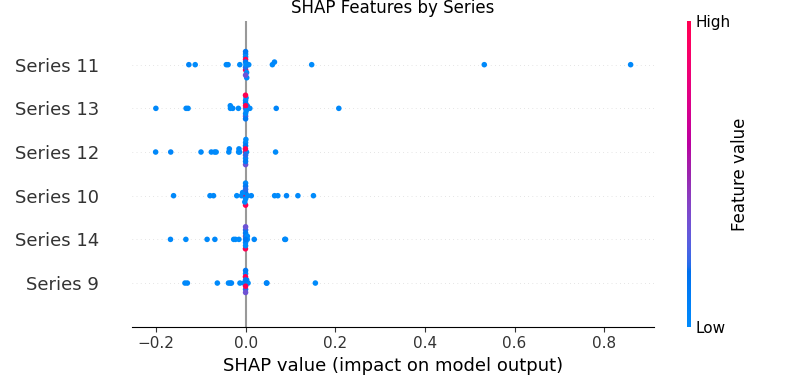 SHAP Features by Series
High
Series 11
Series 13
Series 12
Series 10
Series 14
Series 9
Feature value
Low
−0.2 0.0 0.2 0.4 0.6 0.8
SHAP value (impact on model output)